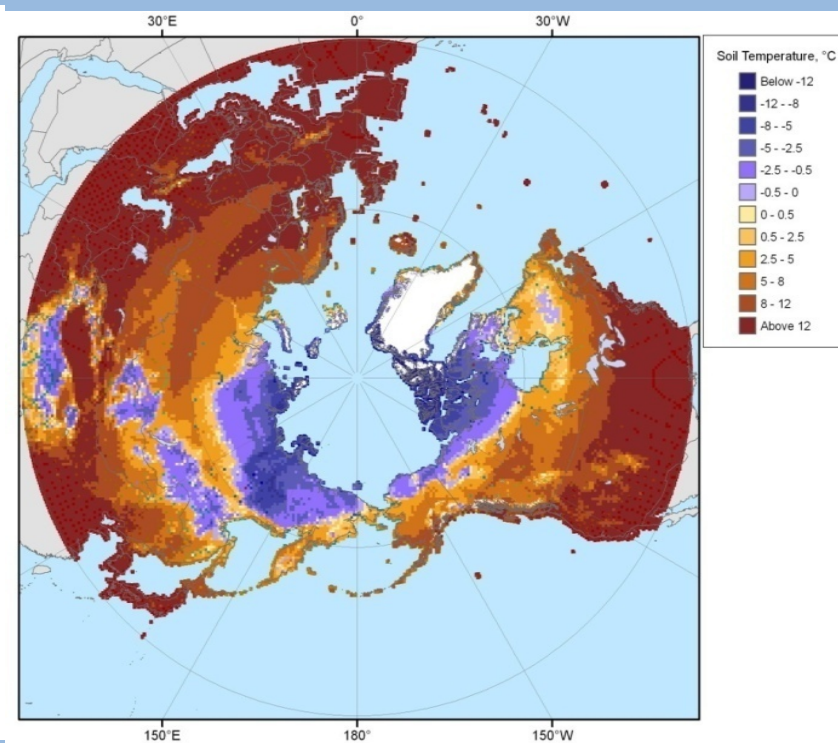 30°E 0° 30°W
Soil Temperature, °C
Below -12
-12 - -8
-8 - -5
-5 - -2.5
-2.5 - -0.5
-0.5 - 0
0 - 0.5
0.5 - 2.5
2.5 - 5
5 - 8
8 - 12
Above 12
150°E 180° 150°W